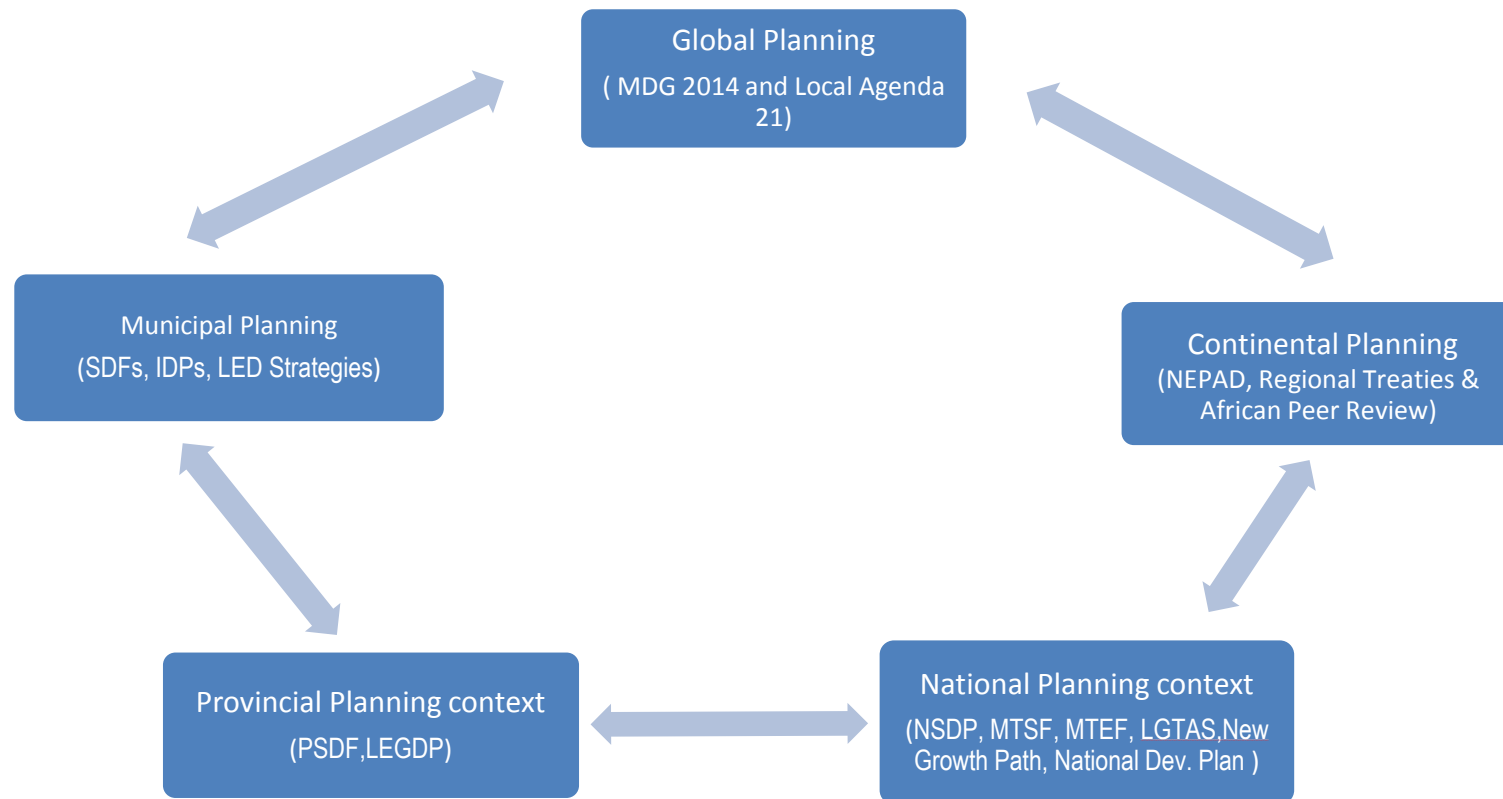 Global Planning
( MDG 2014 and Local Agenda
21)
Municipal Planning
(SDFs, IDPs, LED Strategies)
Continental Planning
(NEPAD, Regional Treaties &
African Peer Review)
Provincial Planning context
(PSDF,LEGDP)
National Planning context
(NSDP, MTSF, MTEF, LGTAS,New
Growth Path, National Dev. Plan )